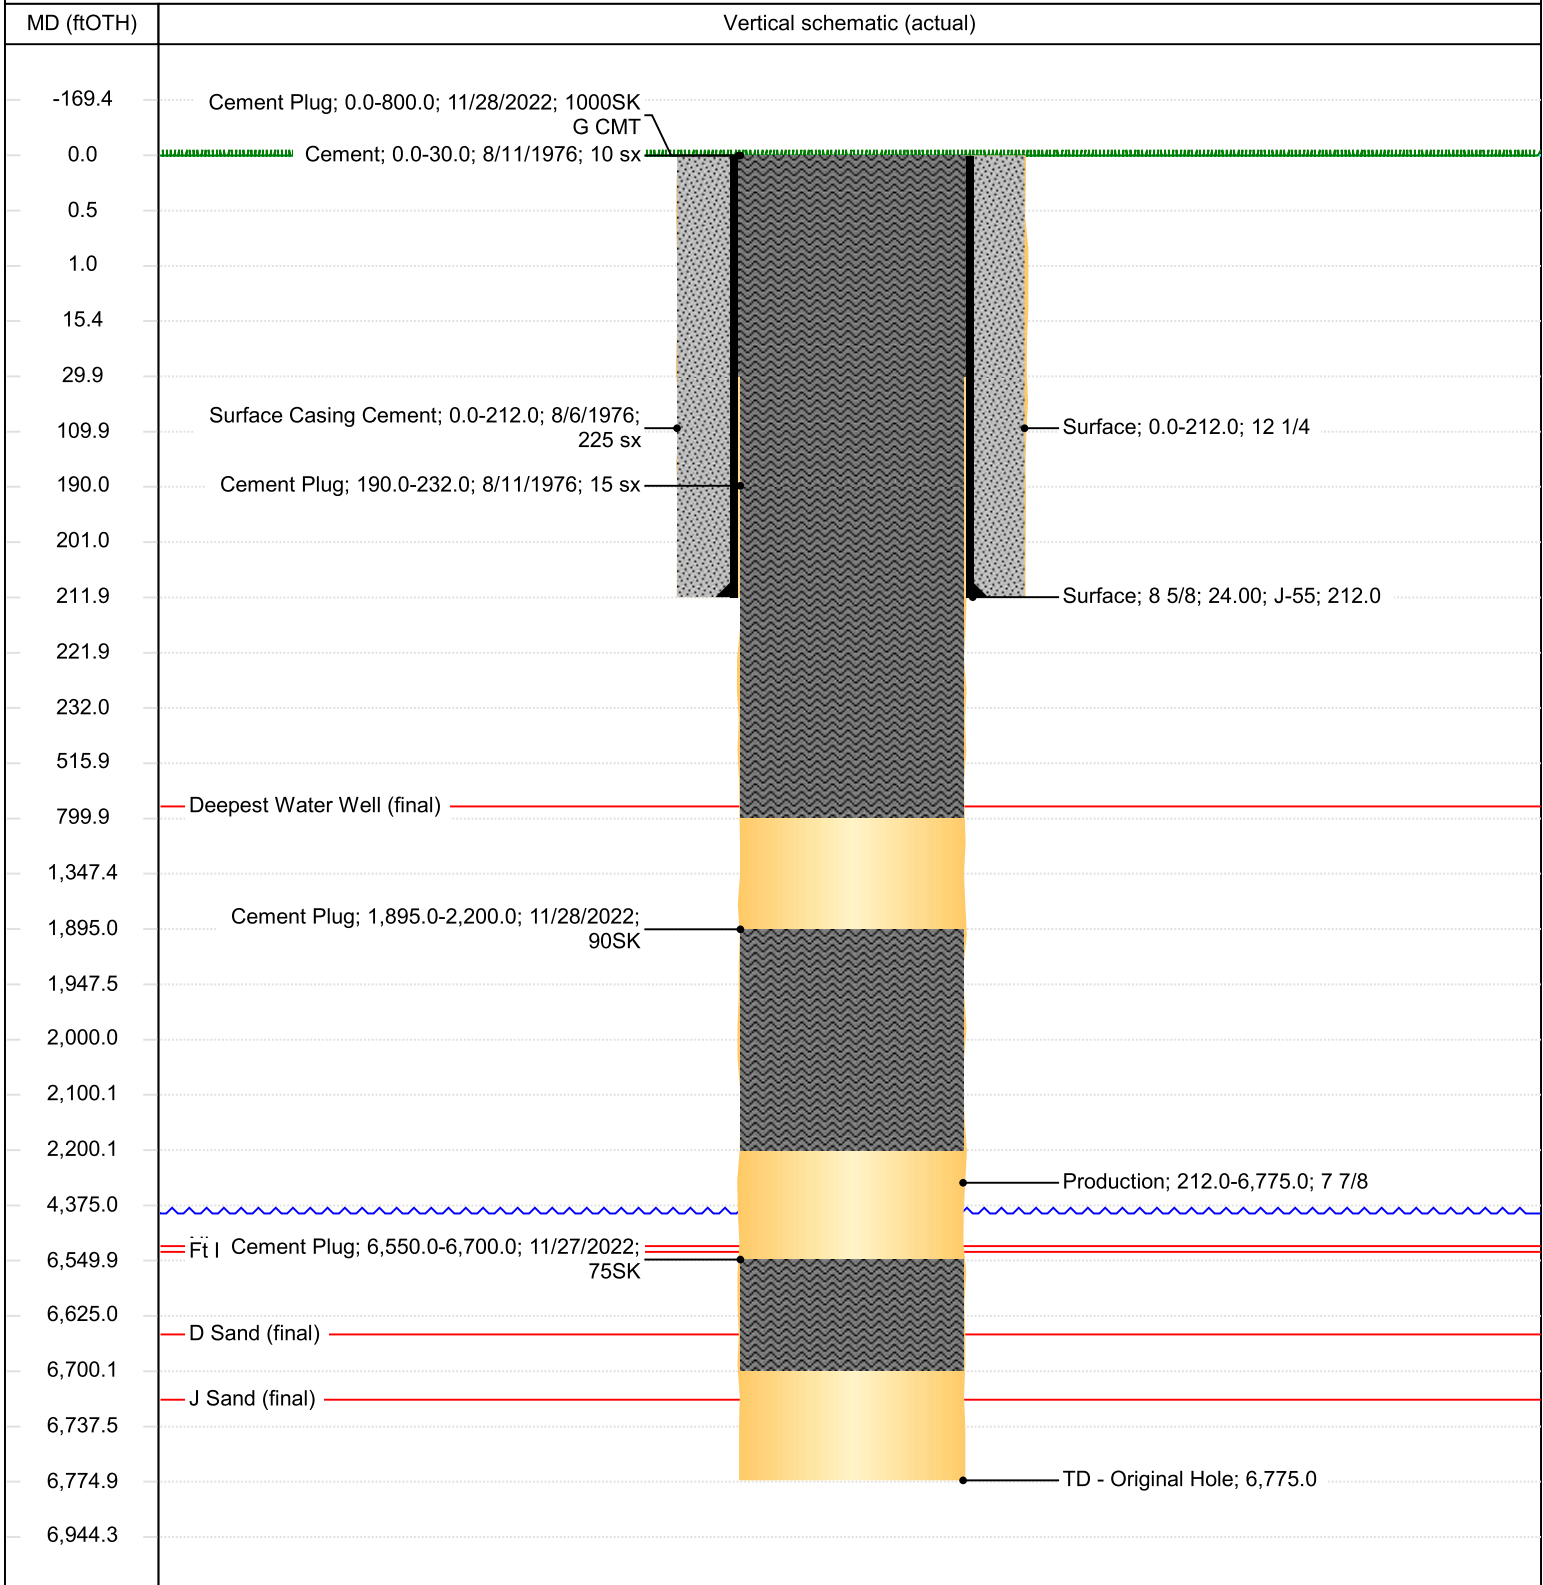 MD (ftOTH)
Vertical schematic (actual)
-169.4
Cement Plug; 0.0-800.0; 11/28/2022; 1000SK
G CMT
0.0
Cement; 0.0-30.0; 8/11/1976; 10 sx
0.5
1.0
15.4
29.9
Surface Casing Cement; 0.0-212.0; 8/6/1976;
225 sx
Surface; 0.0-212.0; 12 1/4
109.9
Cement Plug; 190.0-232.0; 8/11/1976; 15 sx
190.0
201.0
211.9
Surface; 8 5/8; 24.00; J-55; 212.0
221.9
232.0
515.9
Deepest Water Well (final)
799.9
1,347.4
Cement Plug; 1,895.0-2,200.0; 11/28/2022;
90SK
1,895.0
1,947.5
2,000.0
2,100.1
2,200.1
Production; 212.0-6,775.0; 7 7/8
4,375.0
Ft
Cement Plug; 6,550.0-6,700.0; 11/27/2022;
75SK
6,549.9
6,625.0
D Sand (final)
6,700.1
J Sand (final)
6,737.5
6,774.9
TD - Original Hole; 6,775.0
6,944.3